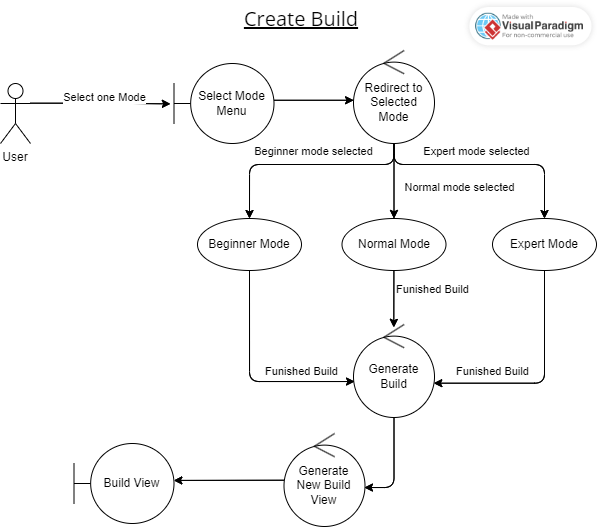 Create Build
Made with
Visual Paradigm
For non-commercial use
Select one Mode
User
Select Mode
Menu
Redirect to
Selected
Mode
Beginner mode selected
Expert mode selected
Normal mode selected
Beginner Mode
Normal Mode
Expert Mode
Funished Build
Funished Build
Funished Build
Generate
Build
Build View
Generate
New Build
View